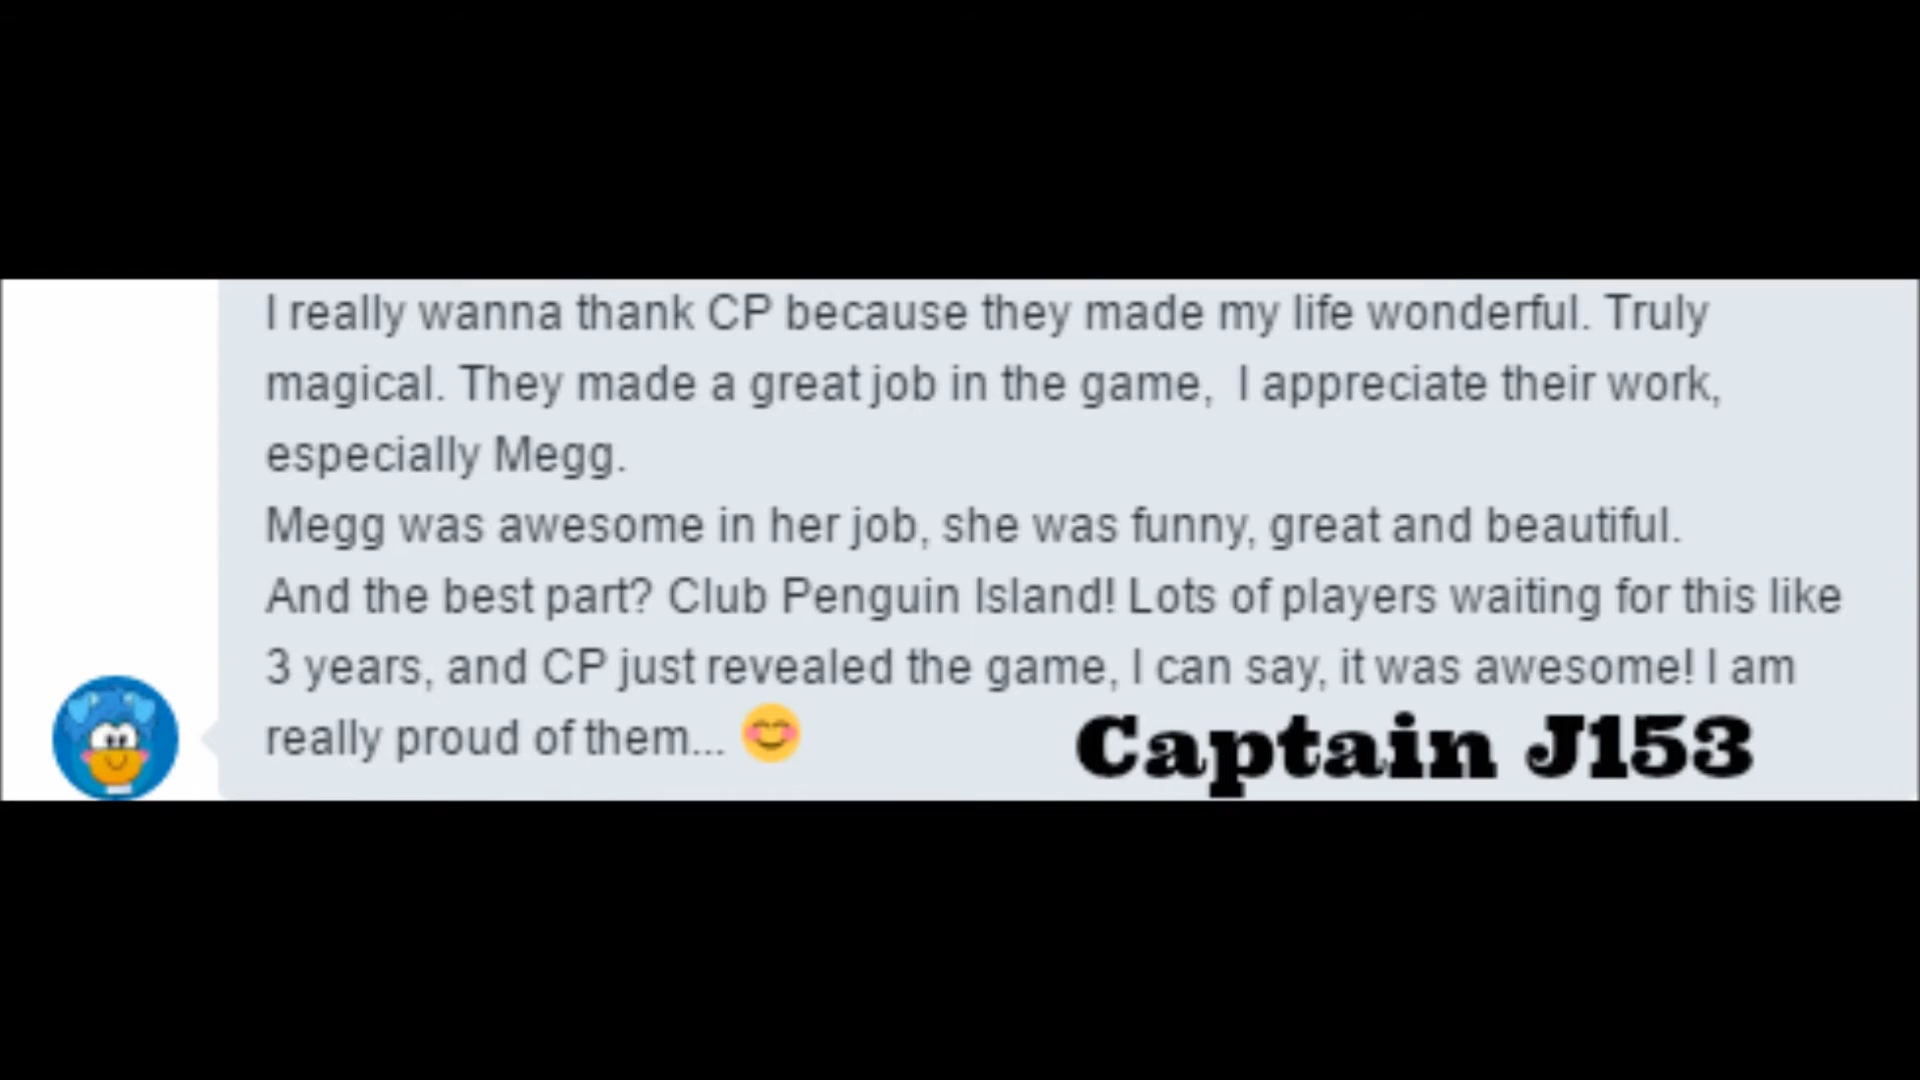 I really wanna thank CP because they made my life wonderful. Truly
magical. They made a great job in the game,  I appreciate their work,
especially Megg.
Megg was awesome in her job, she was funny, great and beautiful.
And the best part? Club Penguin Island! Lots of players waiting for this like
3 years, and CP just revealed the game, I can say, it was awesome! I am
really proud of them... 😊
Captain J153